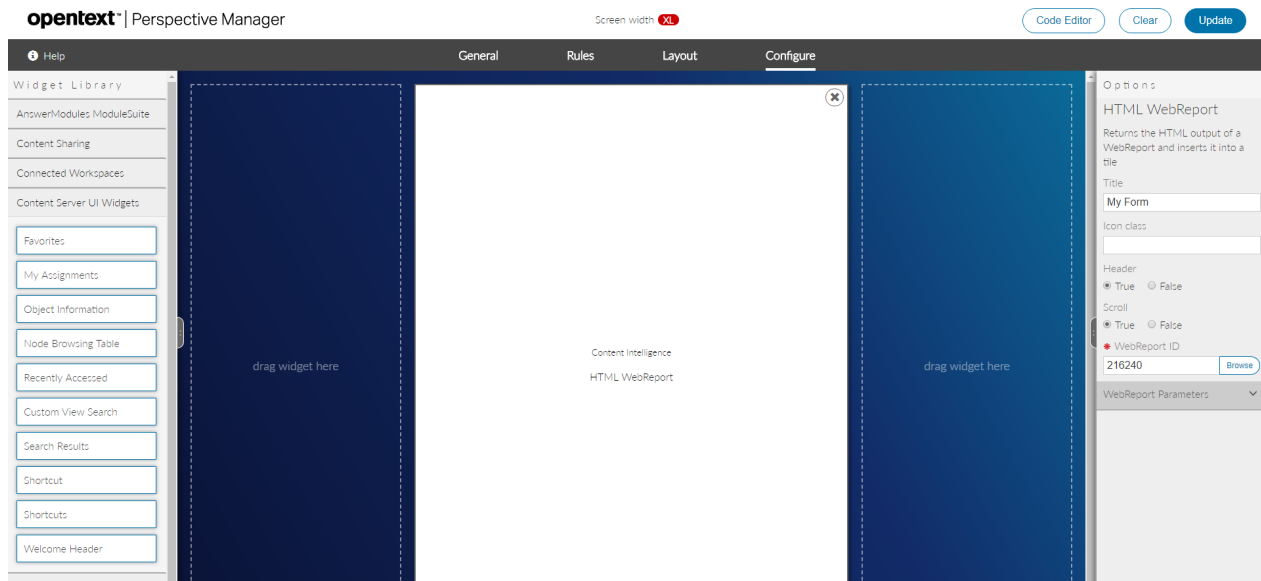 opentext™ | Perspective Manager
Screen width XL
Code Editor
Clear
Update
Help
General
Rules
Layout
Configure
Widget Library
AnswerModules ModuleSuite
Content Sharing
Connected Workspaces
Content Server UI Widgets
Favorites
My Assignments
Object Information
Node Browsing Table
Recently Accessed
Custom View Search
Search Results
Shortcut
Shortcuts
Welcome Header
drag widget here
Content Intelligence
HTML WebReport
drag widget here
Options
HTML WebReport
Returns the HTML output of a
WebReport and inserts it into a
tile
Title
My Form
Icon class
Header
True False
Scroll
True False
WebReport ID
216240 Browse
WebReport Parameters